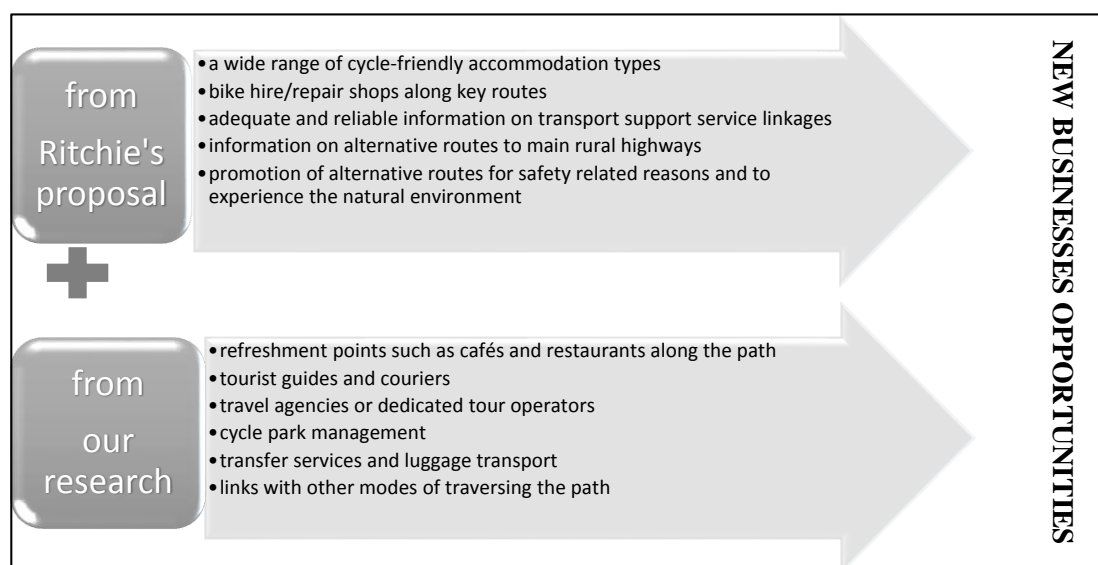 from
Ritchie's
proposal
•a wide range of cycle-friendly accommodation types
•bike hire/repair shops along key routes
•adequate and reliable information on transport support service linkages
•information on alternative routes to main rural highways
•promotion of alternative routes for safety related reasons and to
experience the natural environment
from
our
research
•refreshment points such as cafés and restaurants along the path
•tourist guides and couriers
•travel agencies or dedicated tour operators
•cycle park management
•transfer services and luggage transport
•links with other modes of traversing the path
NEW BUSINESSES OPPORTUNITIES